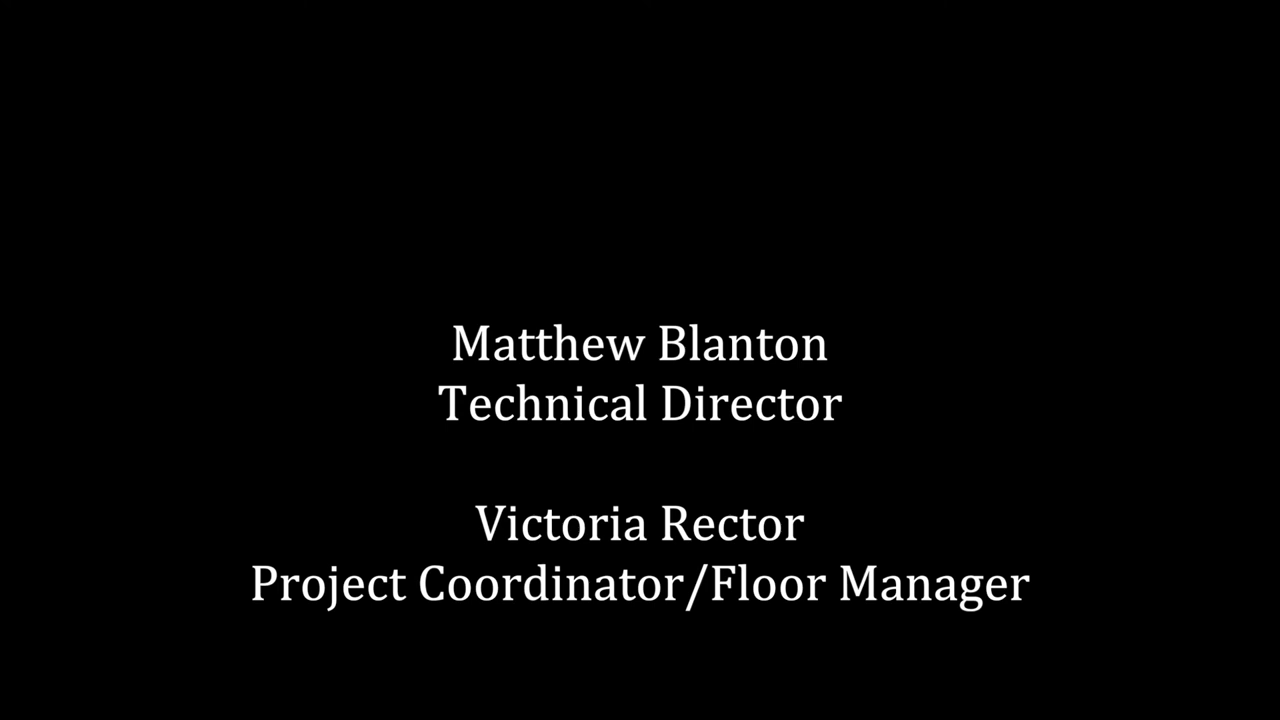 Matthew Blanton
Technical Director
Victoria Rector
Project Coordinator/Floor Manager